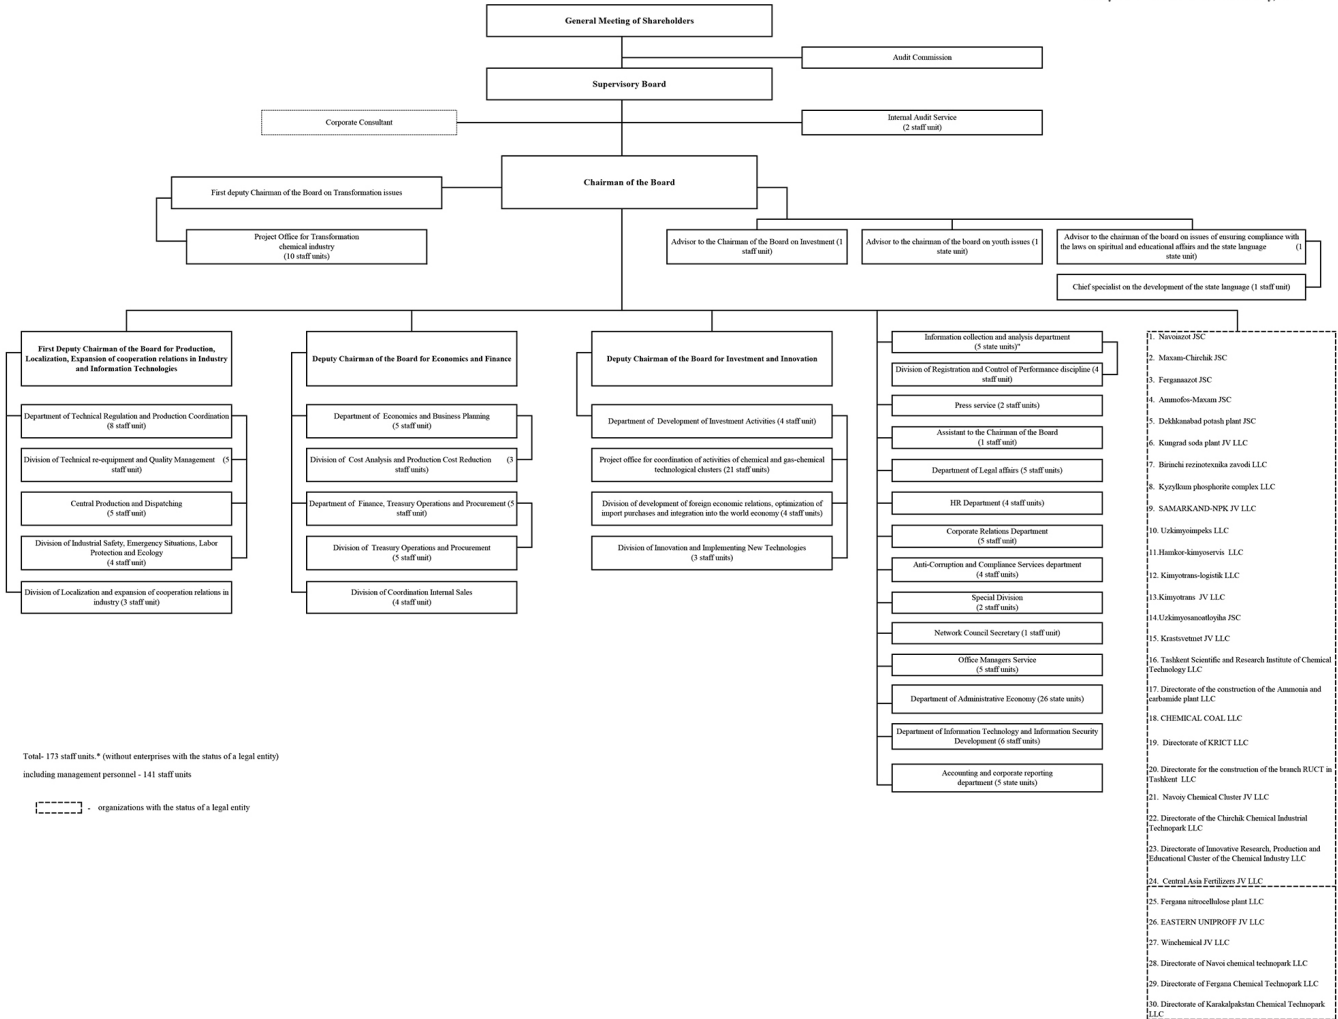 General Meeting of Shareholders
Audit Commission
Supervisory Board
Corporate Consultant
Internal Audit Service
(2 staff unit)
Chairman of the Board
First deputy Chairman of the Board on Transformation issues
Project Office for Transformation
chemical industry
(10 staff units)
Advisor to the Chairman of the Board on Investment (1
staff unit)
Advisor to the chairman of the board on youth issues (1
state unit)
Advisor to the chairman of the board on issues of ensuring compliance with
the laws on spiritual and educational affairs and the state language (1
state unit)
Chief specialist on the development of the state language (1 staff unit)
First Deputy Chairman of the Board for Production,
Localization, Expansion of cooperation relations in Industry
and Information Technologies
Department of Technical Regulation and Production Coordination
(8 staff unit)
Division of Technical re-equipment and Quality Management (5
staff unit)
Central Production and Dispatching
(5 staff unit)
Division of Industrial Safety, Emergency Situations, Labor
Protection and Ecology
(4 staff unit)
Division of Localization and expansion of cooperation relations in
industry (3 staff unit)
Deputy Chairman of the Board for Economics and Finance
Department of Economics and Business Planning
(5 staff unit)
Division of Cost Analysis and Production Cost Reduction (3
staff units)
Department of Finance, Treasury Operations and Procurement (5
staff unit)
Division of Treasury Operations and Procurement
(5 staff unit)
Division of Coordination Internal Sales
(4 staff unit)
Deputy Chairman of the Board for Investment and Innovation
Department of Development of Investment Activities (4 staff unit)
Project office for coordination of activities of chemical and gas-chemical
technological clusters (21 staff units)
Division of development of foreign economic relations, optimization of
import purchases and integration into the world economy (4 staff units)
Division of Innovation and Implementing New Technologies
(3 staff units)
Information collection and analysis department
(5 state units)"
Division of Registration and Control of Performance discipline (4
staff unit)
Press service (2 staff units)
Assistant to the Chairman of the Board
(1 staff unit)
Department of Legal affairs (5 staff units)
HR Department (4 staff units)
Corporate Relations Department
(5 staff unit)
Anti-Corruption and Compliance Services department
(4 staff units)
Special Division
(2 staff units)
Network Council Secretary (1 staff unit)
Office Managers Service
(5 staff units)
Department of Administrative Economy (26 state units)
Department of Information Technology and Information Security
Development (6 staff units)
Accounting and corporate reporting
department (5 state units)
1. Navoiazot JSC
2. Maxam-Chirchik JSC
3. Ferganaazot JSC
4. Ammofos-Maxam JSC
5. Dekhkanabad potash plant JSC
6. Kungrad soda plant JV LLC
7. Birinchi rezinotexnika zavodi LLC
8. Kyzylkum phosphorite complex LLC
9. SAMARKAND-NPK JV LLC
10. Uzkimyoimpeks LLC
11.Hamkor-kimyoservis LLC
12. Kimyotrans-logistik LLC
13.Kimyotrans JV LLC
14.Uzkimyosanoatloyiha JSC
15. Krastsvetmet JV LLC
16. Tashkent Scientific and Research Institute of Chemical
Technology LLC
17. Directorate of the construction of the Ammonia and
carbamide plant LLC
18. CHEMICAL COAL LLC
19. Directorate of KRICT LLC
20. Directorate for the construction of the branch RUCT in
Tashkent LLC
21. Navoiy Chemical Cluster JV LLC
22. Directorate of the Chirchik Chemical Industrial
Technopark LLC
23. Directorate of Innovative Research, Production and
Educational Cluster of the Chemical Industry LLC
24. Central Asia Fertilizers JV LLC
25. Fergana nitrocellulose plant LLC
26. EASTERN UNIPROFF JV LLC
27. Winchemical JV LLC
28. Directorate of Navoi chemical technopark LLC
29. Directorate of Fergana Chemical Technopark LLC
30. Directorate of Karakalpakstan Chemical Technopark
LLC
Total- 173 staff units.* (without enterprises with the status of a legal entity)
including management personnel - 141 staff units
- organizations with the status of a legal entity